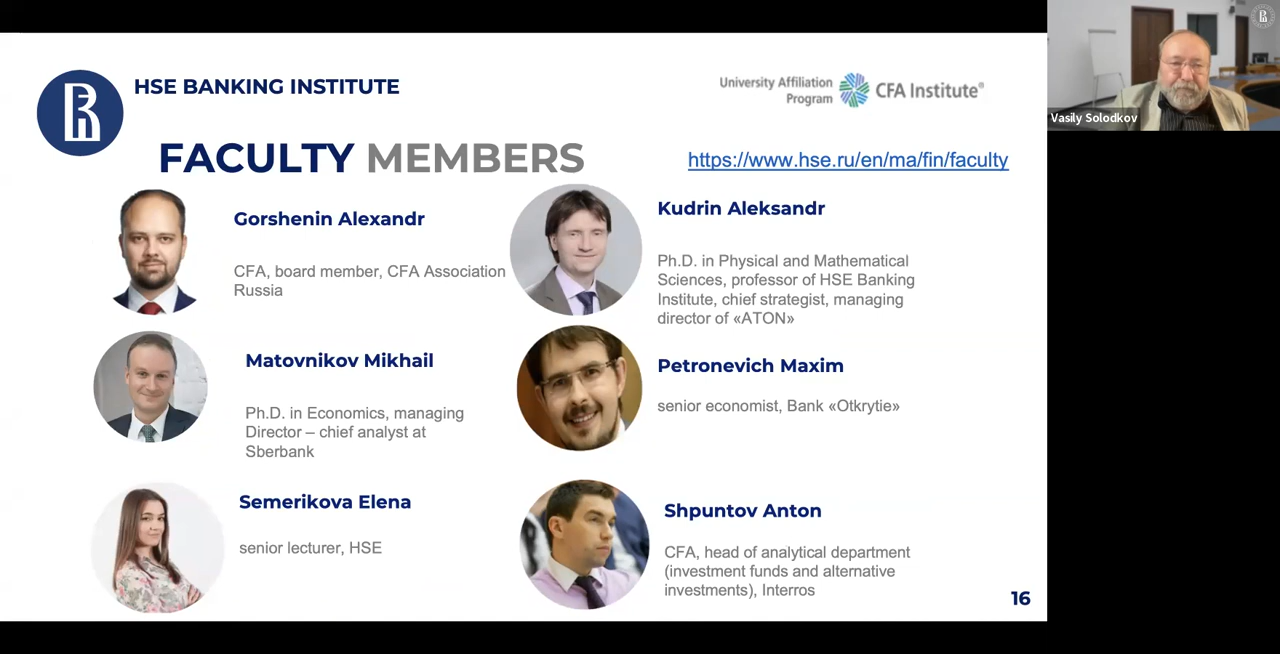 HSE BANKING INSTITUTE
University Affiliation
Program
CFA Institute®
FACULTY MEMBERS
https://www.hse.ru/en/ma/fin/faculty
Gorshenin Alexandr
CFA, board member, CFA Association
Russia
Kudrin Aleksandr
Ph.D. in Physical and Mathematical
Sciences, professor of HSE Banking
Institute, chief strategist, managing
director of «ATON»
Matovnikov Mikhail
Ph.D. in Economics, managing
Director – chief analyst at
Sberbank
Petronevich Maxim
senior economist, Bank «Otkrytie»
Semerikova Elena
senior lecturer, HSE
Shpuntov Anton
CFA, head of analytical department
(investment funds and alternative
investments), Interros
16
Vasily Solodkov